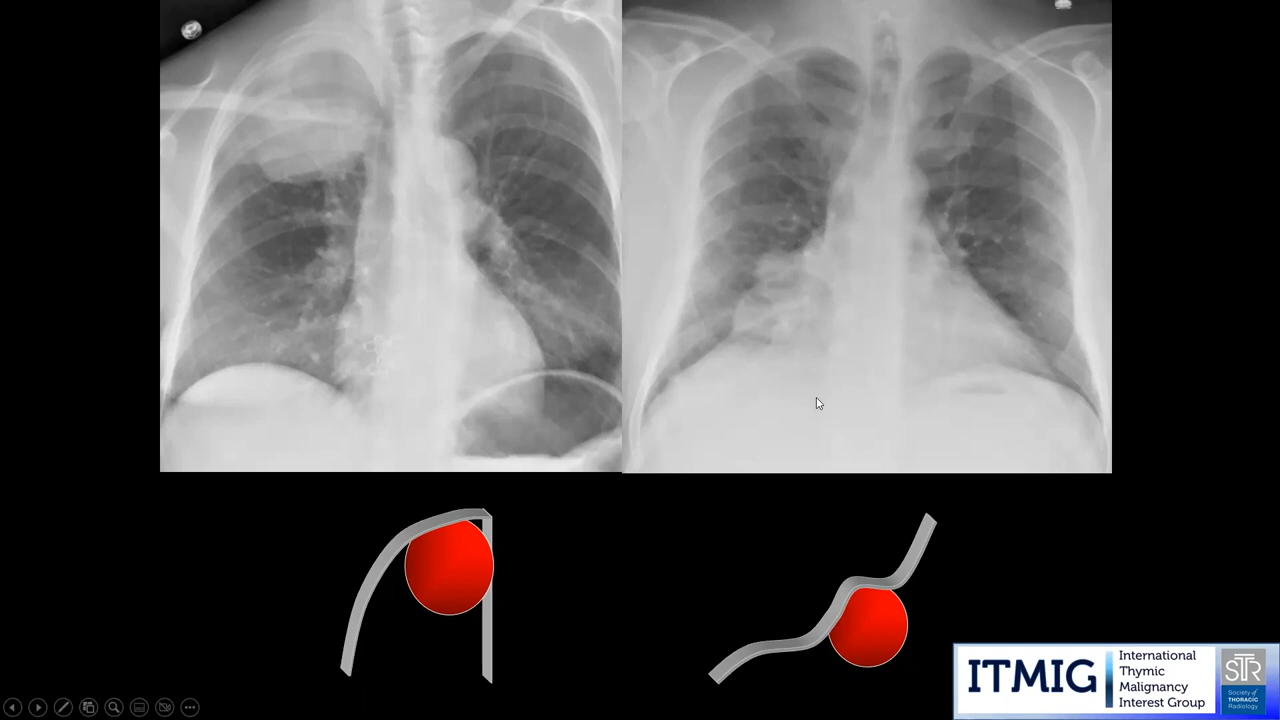 ITMIG
International
Thymic
Malignancy
Interest Group
STR
Society of
THORACIC
Radiology